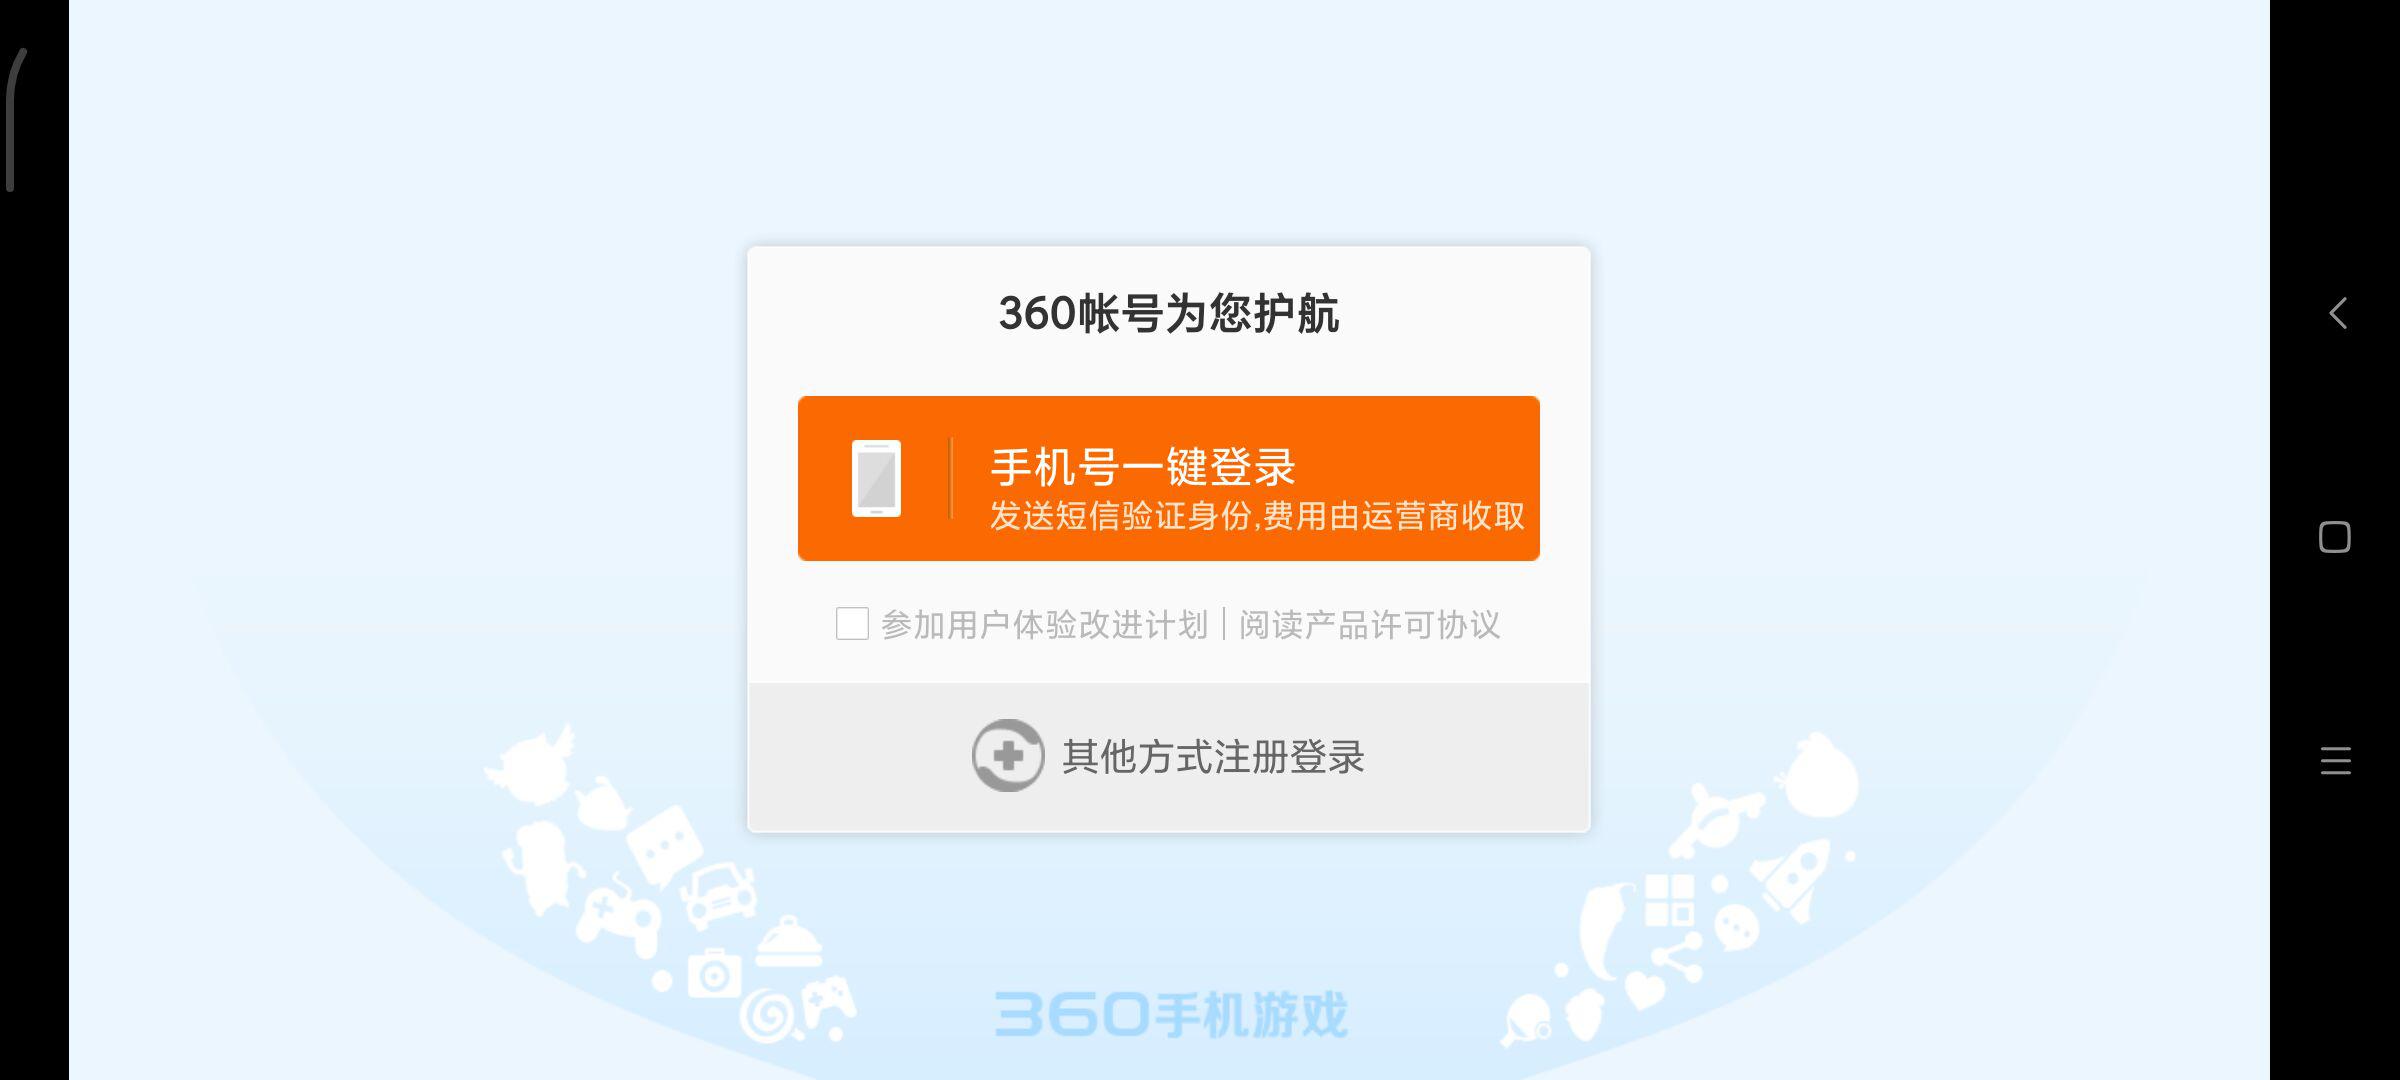 360帐号为您护航
手机号一键登录
发送短信验证身份,费用由运营商收取
参加用户体验改进计划 | 阅读产品许可协议
其他方式注册登录
360手机游戏